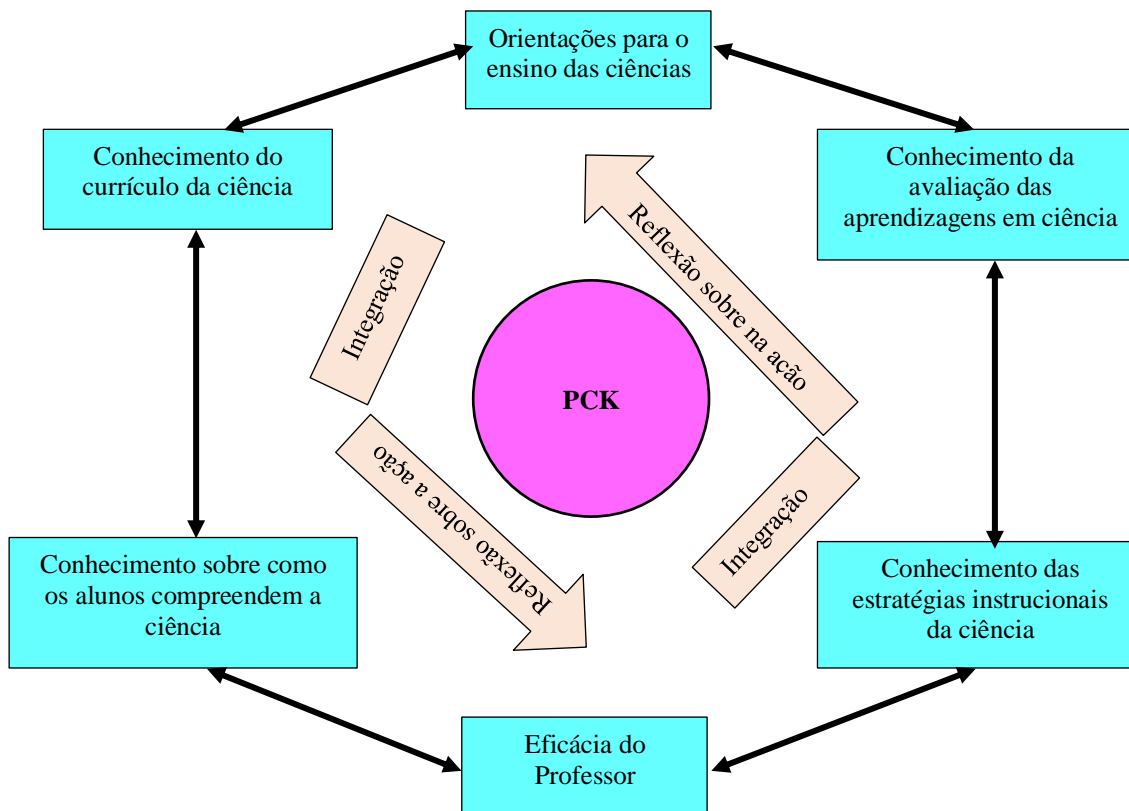 Orientações para o
ensino das ciências
Conhecimento do
currículo da ciência
Conhecimento da
avaliação das
aprendizagens em ciência
Integração
Reflexão sobre na ação
PCK
Reflexão sobre a ação
Integração
Conhecimento sobre como
os alunos compreendem a
ciência
Conhecimento das
estratégias instrucionais
da ciência
Eficácia do
Professor